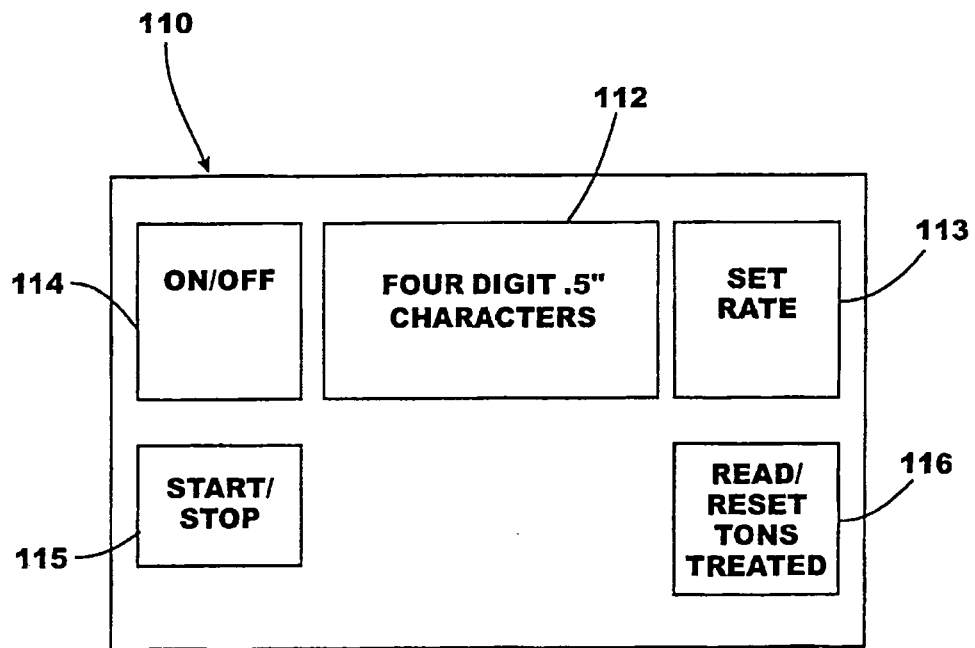 110
112
113
114
ON/OFF
FOUR DIGIT .5"
CHARACTERS
SET
RATE
START/
STOP
115
READ/
RESET
TONS
TREATED
116